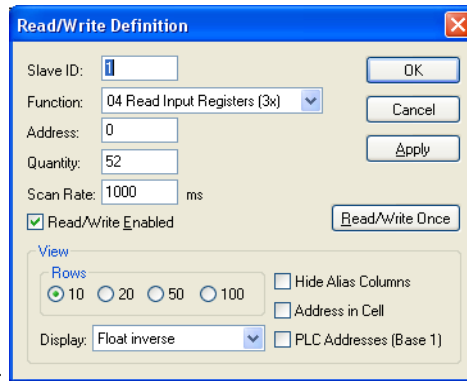 Read/Write Definition
Slave ID: 1
OK
Function: 04 Read Input Registers (3x)
Cancel
Address: 0
Apply
Quantity: 52
Scan Rate: 1000 ms
Read/Write Enabled
Read/Write Once
View
Rows
10 20 50 100
Hide Alias Columns
Address in Cell
Display: Float inverse
PLC Addresses (Base 1)